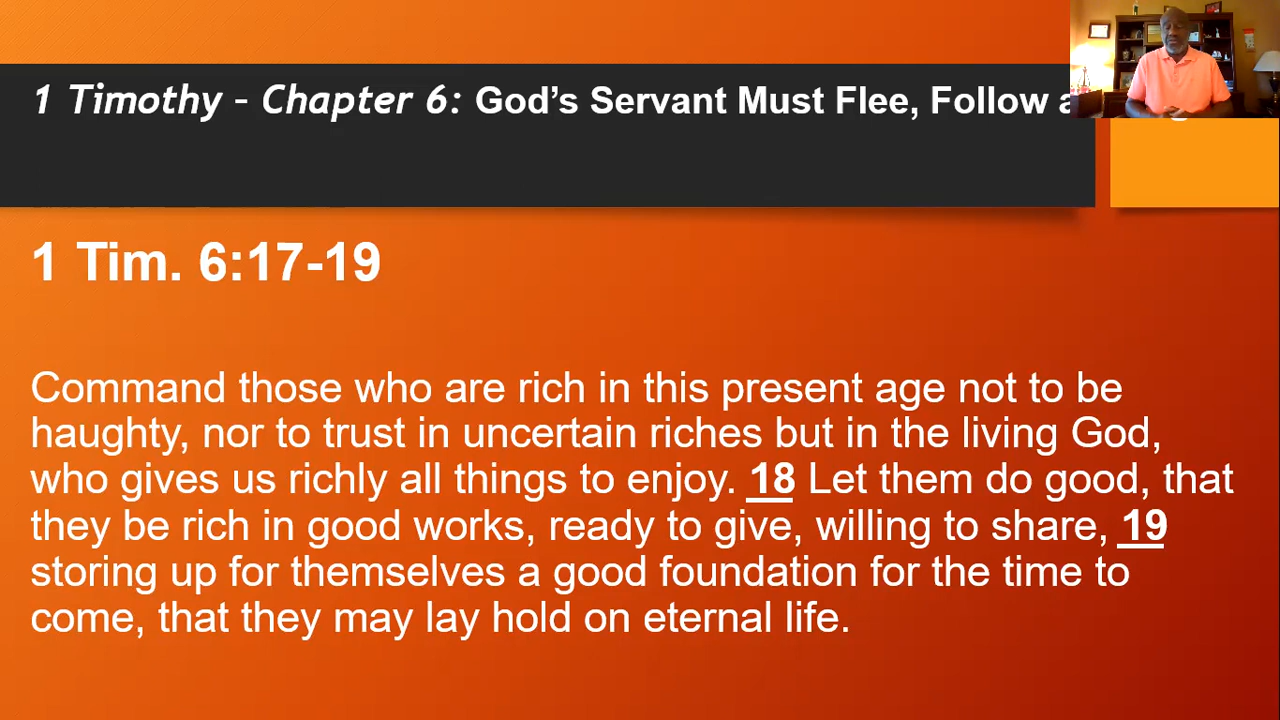 1 Timothy - Chapter 6: God's Servant Must Flee, Follow
1 Tim. 6:17-19
Command those who are rich in this present age not to be
haughty, nor to trust in uncertain riches but in the living God,
who gives us richly all things to enjoy. 18 Let them do good, that
they be rich in good works, ready to give, willing to share, 19
storing up for themselves a good foundation for the time to
come, that they may lay hold on eternal life.